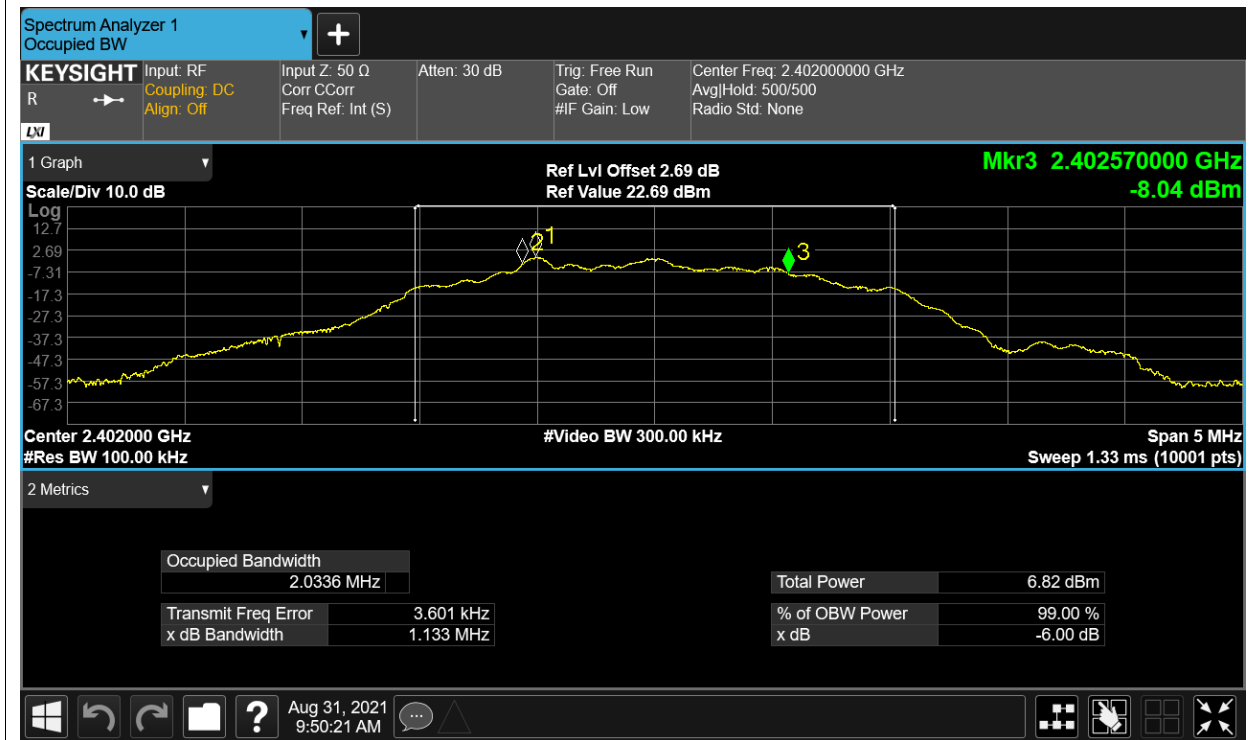 Spectrum Analyzer 1
Occupied BW
KEYSIGHT Input: RF Input Z: 50 Ω Atten: 30 dB Trig: Free Run Center Freq: 2.402000000 GHz
R Coupling: DC Corr CCorr Gate: Off Avg|Hold: 500/500
Align: Off Freq Ref: Int (S) #IF Gain: Low Radio Std: None
LXI
1 Graph Ref Lvl Offset 2.69 dB Mkr3 2.402570000 GHz
Scale/Div 10.0 dB Ref Value 22.69 dBm -8.04 dBm
Log
12.7
2 1
2.69
3
-7.31
-17.3
-27.3
-37.3
-47.3
-57.3
-67.3
Center 2.402000 GHz #Video BW 300.00 kHz Span 5 MHz
#Res BW 100.00 kHz Sweep 1.33 ms (10001 pts)
2 Metrics
Occupied Bandwidth
2.0336 MHz Total Power 6.82 dBm
Transmit Freq Error 3.601 kHz % of OBW Power 99.00 %
x dB Bandwidth 1.133 MHz x dB -6.00 dB
? Aug 31, 2021
9:50:21 AM